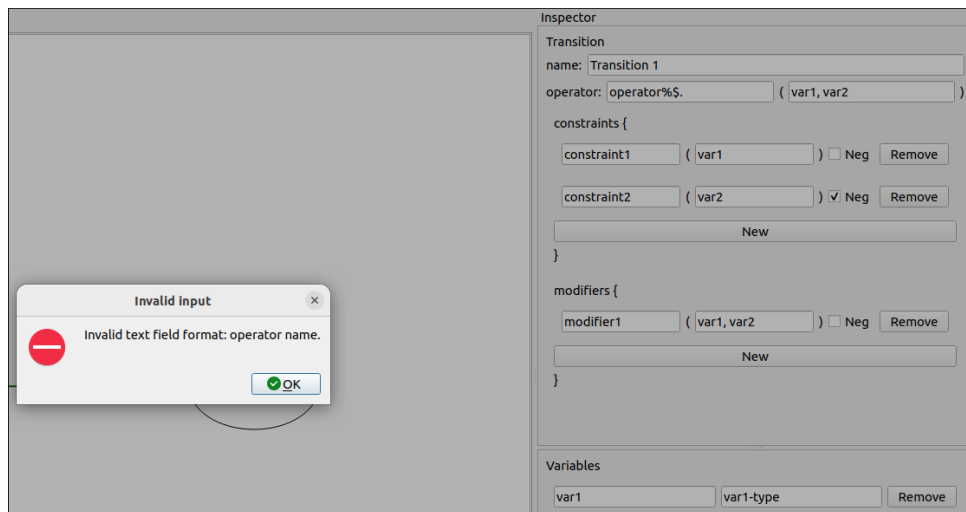 Inspector
Transition
name: Transition 1
operator: operator%$. ( var1, var2 )
constraints {
constraint1 ( var1 ) Neg Remove
constraint2 ( var2 ) Neg Remove
New
}
modifiers {
modifier1 ( var1, var2 ) Neg Remove
New
}
Invalid input
Invalid text field format: operator name.
OK
Variables
var1 var1-type Remove